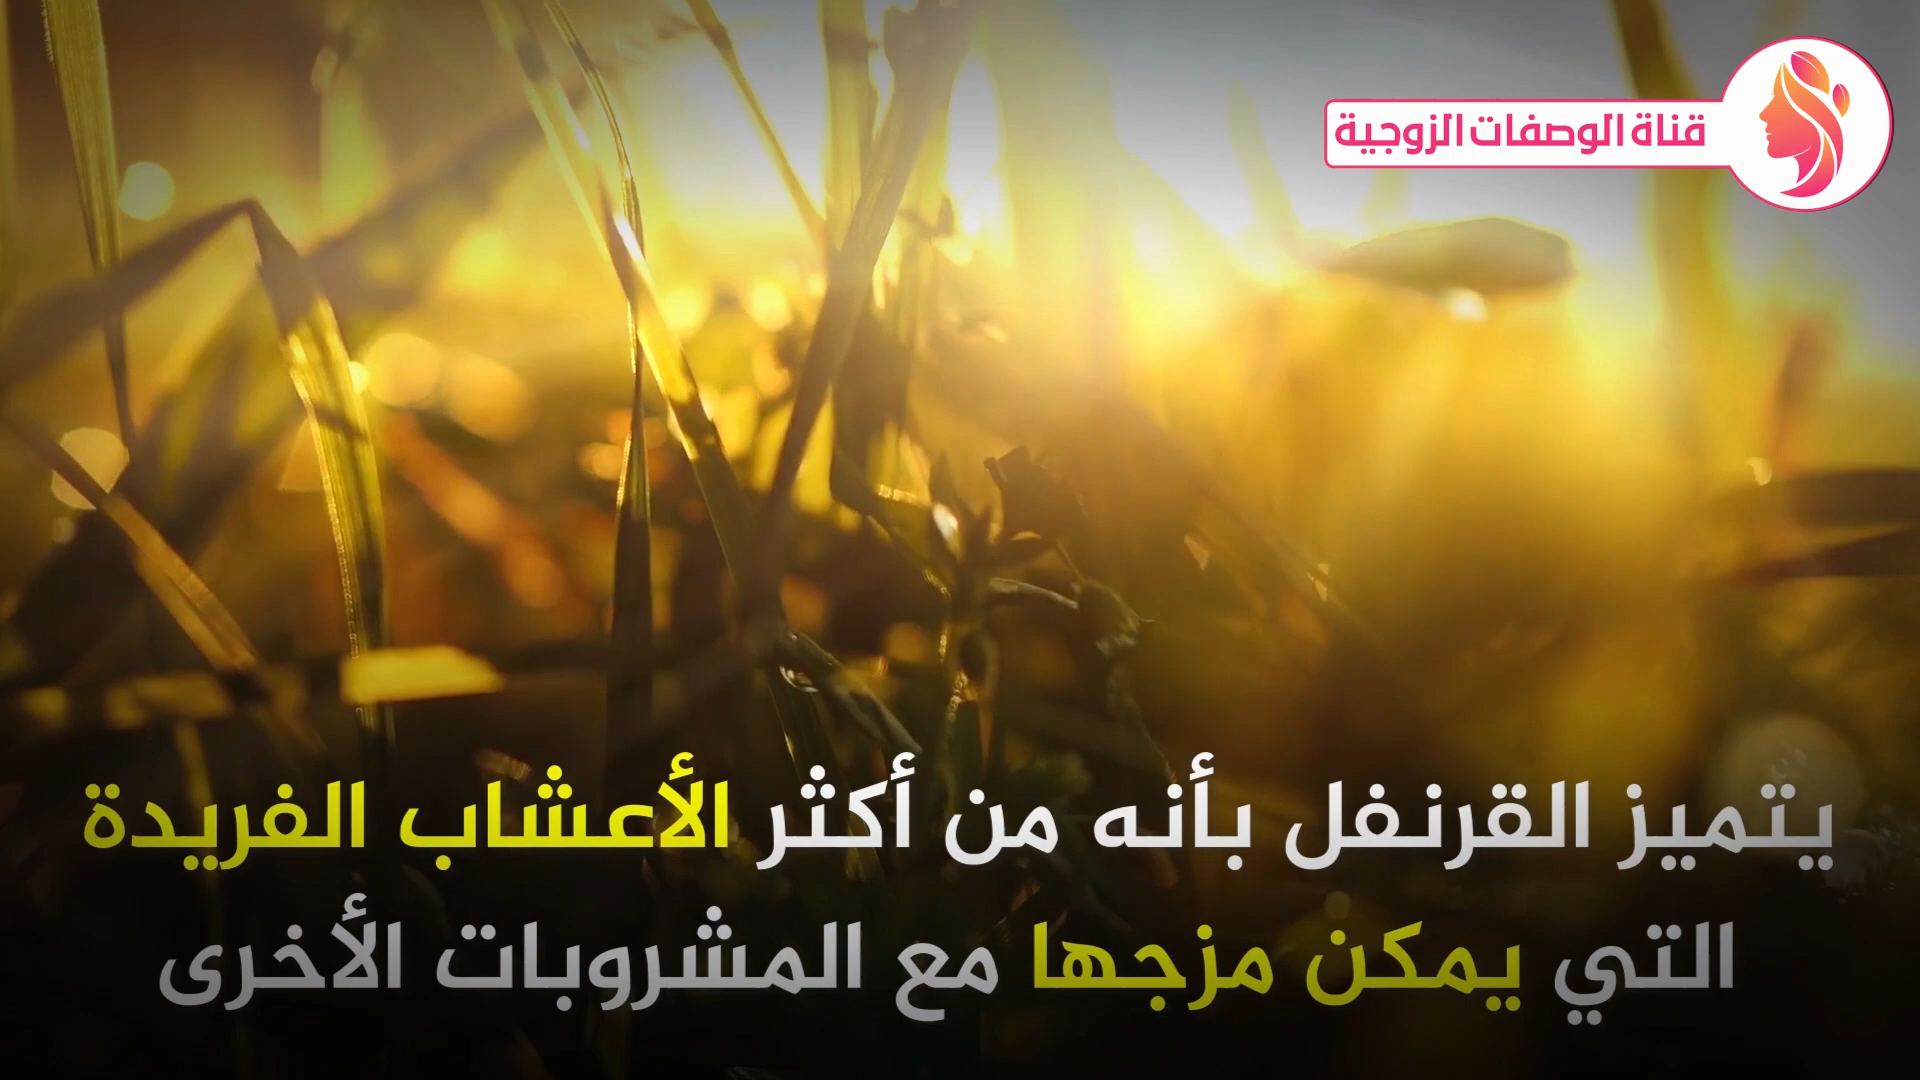 قناة الوصفات الزوجية
يتميز القرنفل بأنه من أكثر الأعشاب الفريدة
التي يمكن مزجها مع المشروبات الأخرى